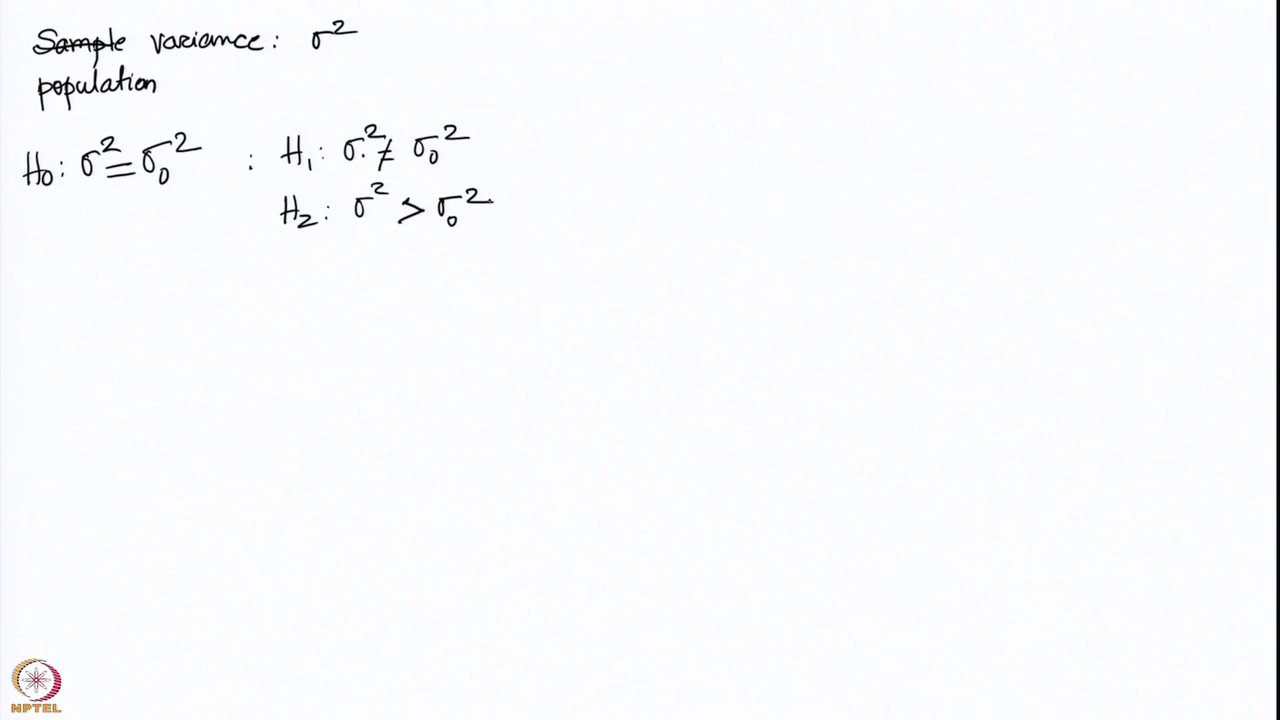 Sample variance: σ²
population
H₀: σ² = σ₀² : H₁: σ² ≠ σ₀²
H₂: σ² > σ₀²
NPTEL